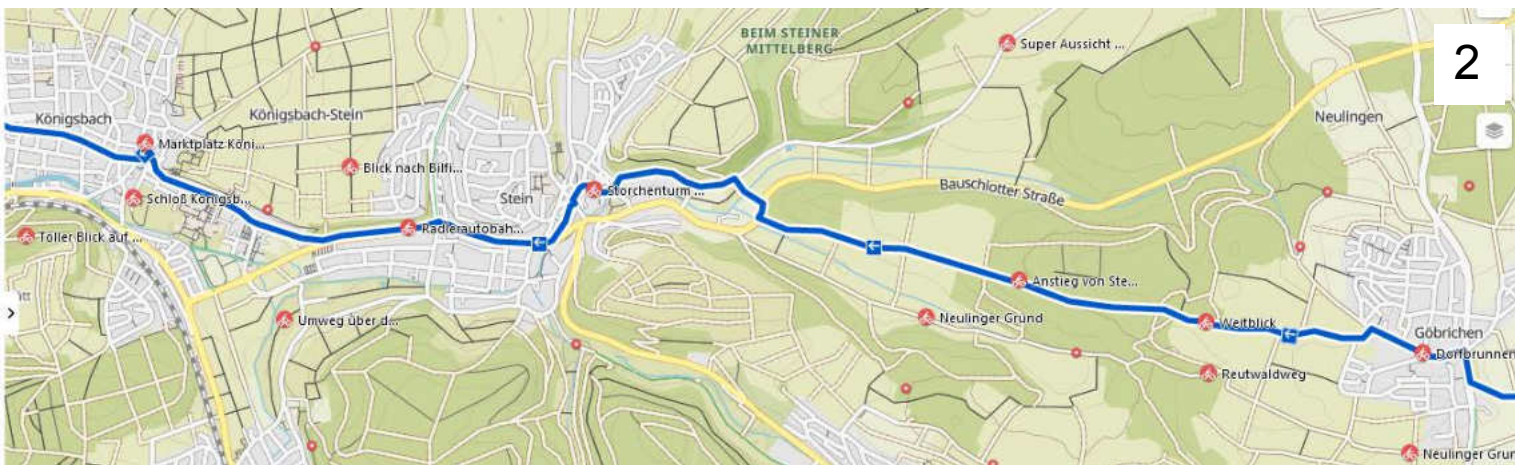 BEIM STEINER
MITTELBERG
Super Aussicht ...
2
Königsbach
Königsbach-Stein
Neulingen
Marktplatz Köni...
Blick nach Bilfi...
Schloß Königsb...
Stein
Storchenturm ...
Bauschlotter Straße
Radlerautobah...
Toller Blick auf ...
Anstieg von Ste...
Umweg über d...
Neulinger Grund
Weitblick
Göbrichen
Dorfbrunnen
Reutwaldweg
Neulinger Grun